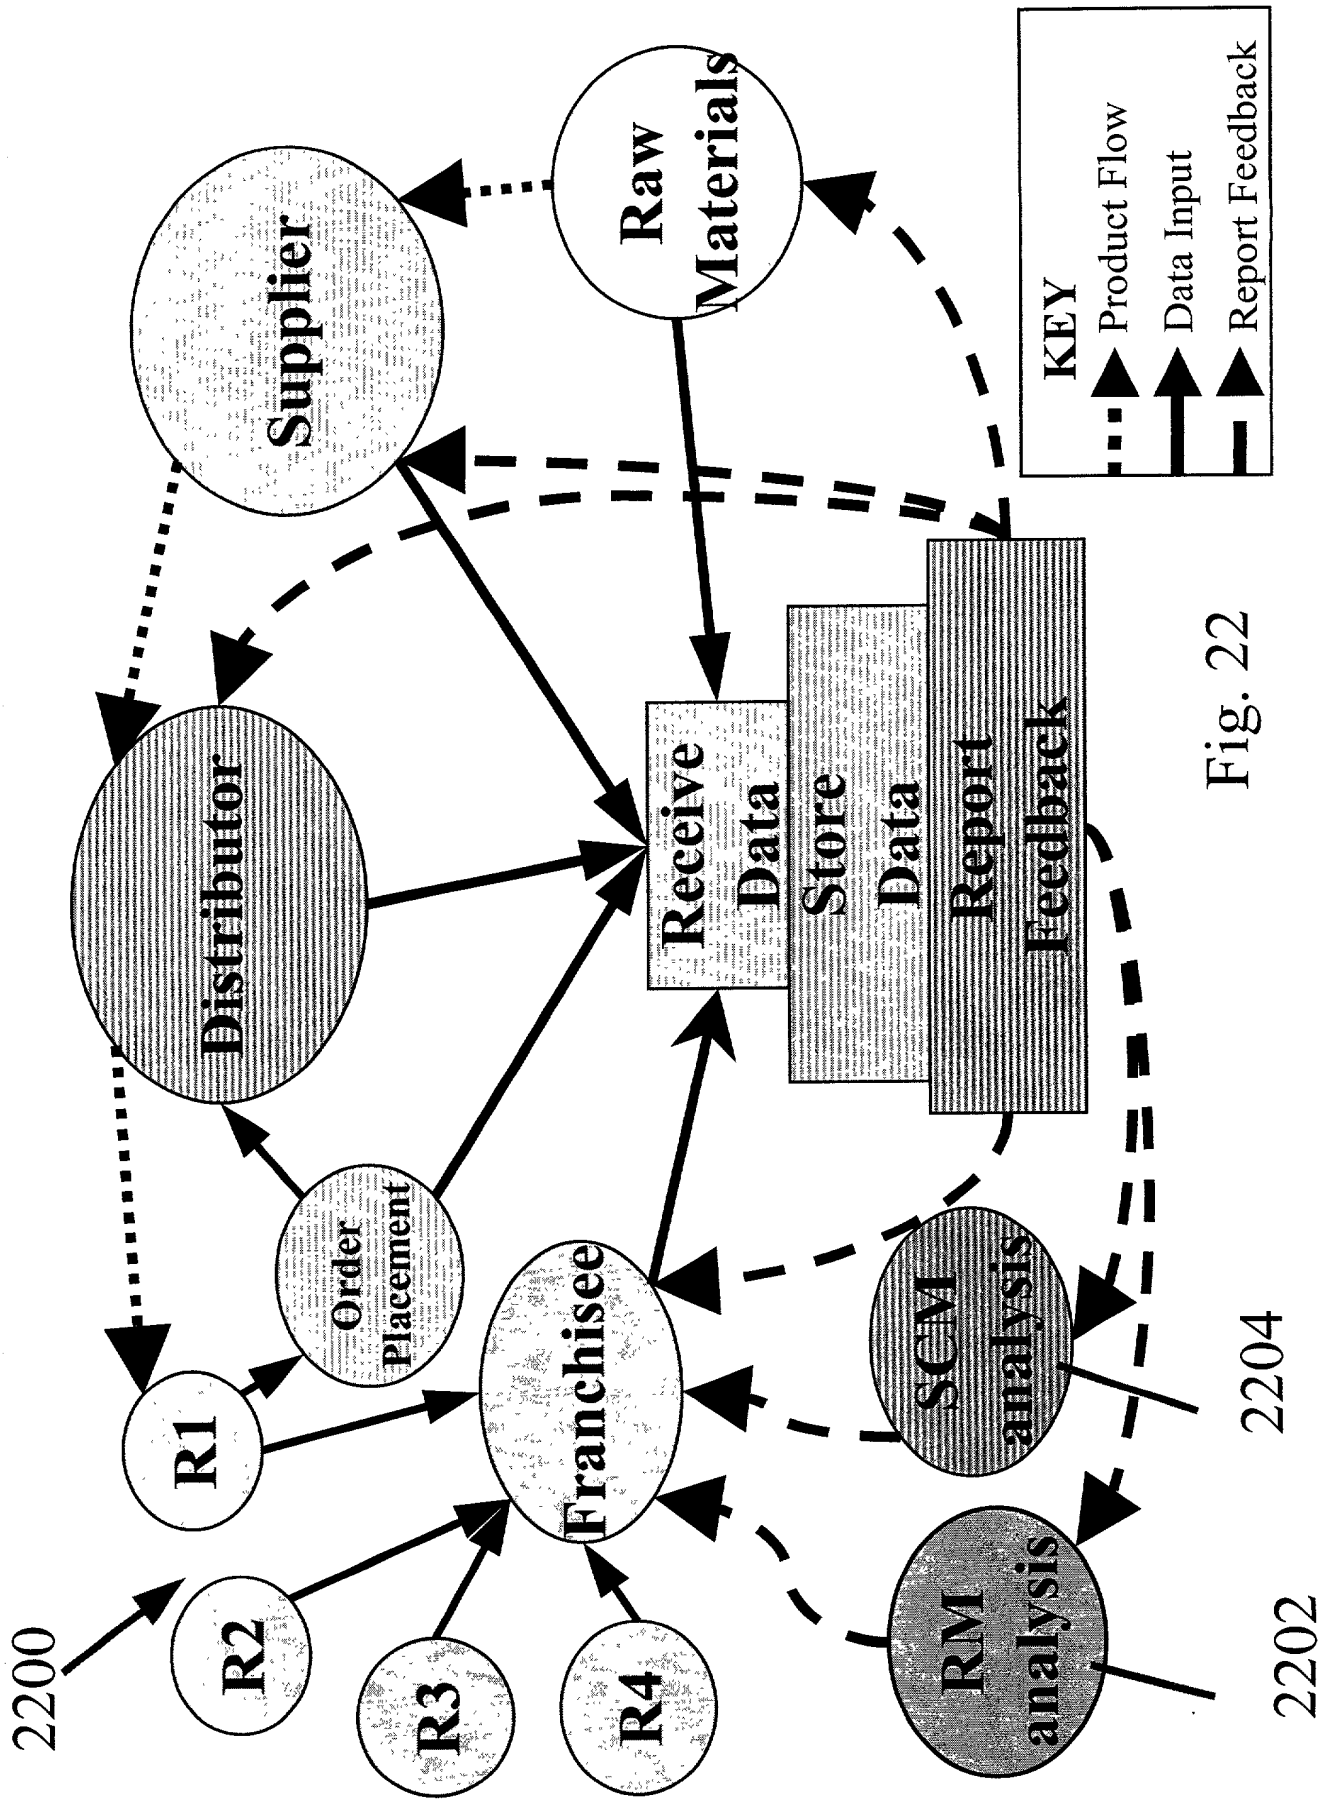 2200
R1
R2
R3
R4
Order
Placement
Distributor
Supplier
Raw
Materials
Franchisee
Receive
Data
Store
Data
Report
Feedback
RM
analysis
SCM
analysis
2202
2204
KEY
Product Flow
Data Input
Report Feedback
Fig. 22